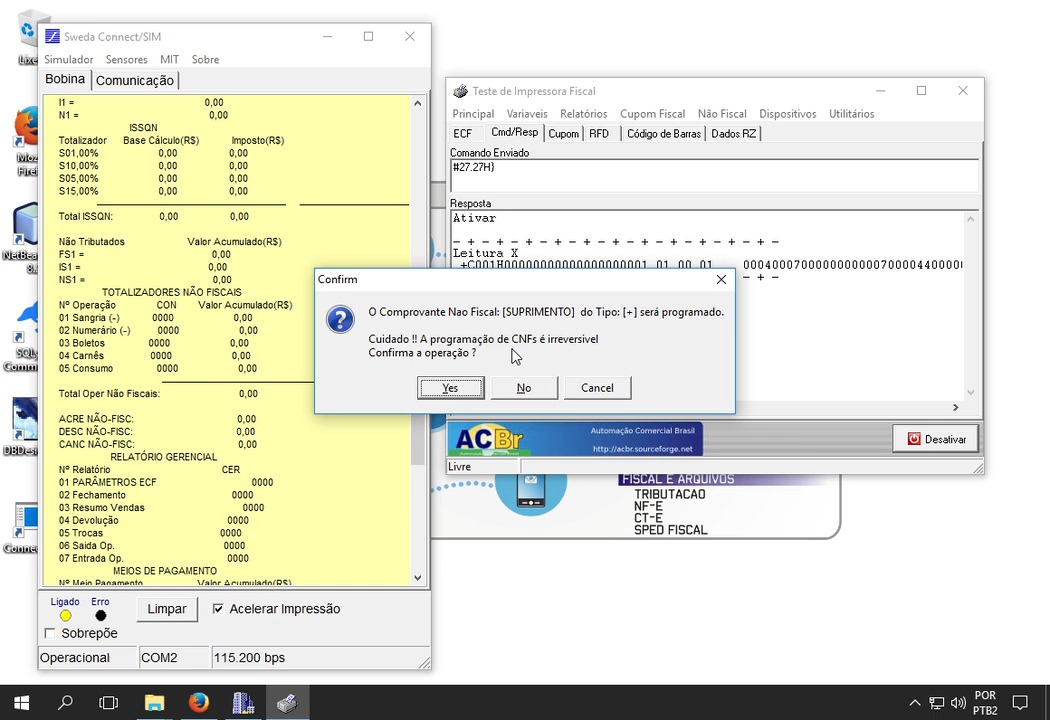 Lixe
Moz
Firef
NetBea
8.
SQLy
Commu
DBDesi
Connec
Sweda Connect/SIM
Simulador Sensores MIT Sobre
Bobina Comunicação
I1 = 0,00
N1 = 0,00
ISSQN
Totalizador Base Cálculo(R$) Imposto(R$)
S01,00% 0,00 0,00
S10,00% 0,00 0,00
S05,00% 0,00 0,00
S15,00% 0,00 0,00
Total ISSQN: 0,00 0,00
Não Tributados Valor Acumulado(R$)
FS1 = 0,00
IS1 = 0,00
NS1 = 0,00
TOTALIZADORES NÃO FISCAIS
Nº Operação CON Valor Acumulado(R$)
01 Sangria (-) 0000 0,00
02 Numerário (-) 0000 0,00
03 Boletos 0000 0,00
04 Carnês 0000 0,00
05 Consumo 0000 0,00
Total Oper Não Fiscais: 0,00
ACRE NÃO-FISC: 0,00
DESC NÃO-FISC: 0,00
CANC NÃO-FISC: 0,00
RELATÓRIO GERENCIAL
Nº Relatório CER
01 PARÂMETROS ECF 0000
02 Fechamento 0000
03 Resumo Vendas 0000
04 Devolução 0000
05 Trocas 0000
06 Saida Op. 0000
07 Entrada Op. 0000
MEIOS DE PAGAMENTO
Nº Meio Pagamento Valor Acumulado(R$)
Ligado Erro
Limpar
Acelerar Impressão
Sobrepõe
Operacional COM2 115.200 bps
Teste de Impressora Fiscal
Principal Variaveis Relatórios Cupom Fiscal Não Fiscal Dispositivos Utilitários
ECF Cmd/Resp Cupom RFD Código de Barras Dados RZ
Comando Enviado
#27.27H}
Resposta
Ativar
- + - + - + - + - + - + - + - + - + - + - + -
Leitura X
- + -
Confirm
O Comprovante Nao Fiscal: [SUPRIMENTO] do Tipo: [+] será programado.
Cuidado !! A programação de CNFs é irreversivel
Confirma a operação ?
Yes No Cancel
ACBr
Automação Comercial Brasil
http://acbr.sourceforge.net
Desativar
Livre
FISCAL E ARQUIVOS
TRIBUTACAO
NF-E
CT-E
SPED FISCAL
POR
PTB2